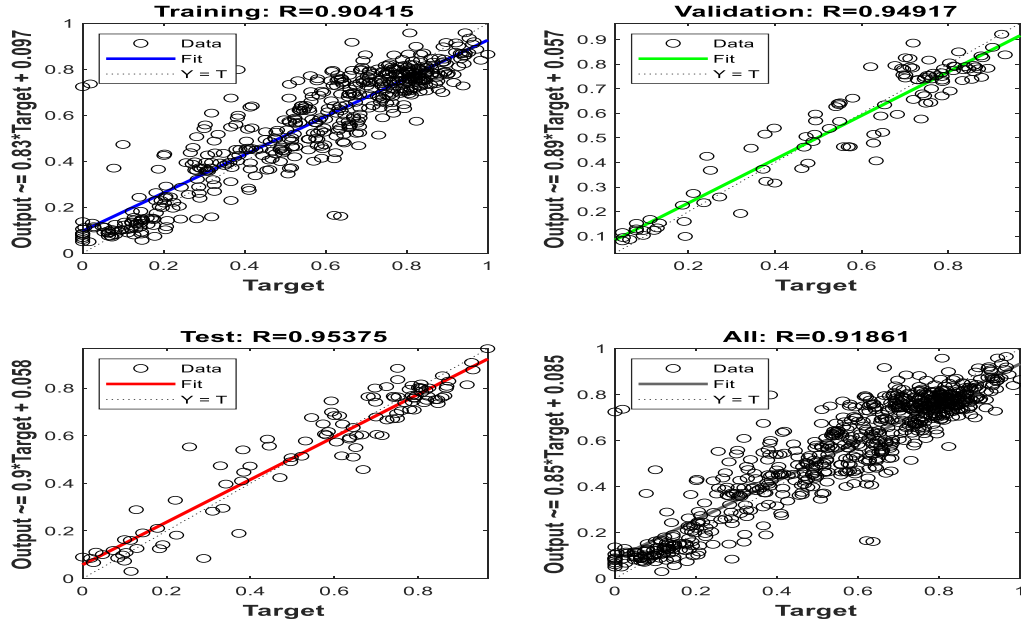 Training: R=0.90415
Output ~= 0.83*Target + 0.097
Data
Fit
Y = T
1
0.8
0.6
0.4
0.2
0
0 0.2 0.4 0.6 0.8 1
Target
Validation: R=0.94917
Output ~= 0.89*Target + 0.057
Data
Fit
Y = T
0.9
0.8
0.7
0.6
0.5
0.4
0.3
0.2
0.1
0.2 0.4 0.6 0.8
Target
Test: R=0.95375
Output ~= 0.9*Target + 0.058
Data
Fit
Y = T
0.8
0.6
0.4
0.2
0
0 0.2 0.4 0.6 0.8
Target
All: R=0.91861
Output ~= 0.85*Target + 0.085
Data
Fit
Y = T
1
0.8
0.6
0.4
0.2
0
0 0.2 0.4 0.6 0.8 1
Target